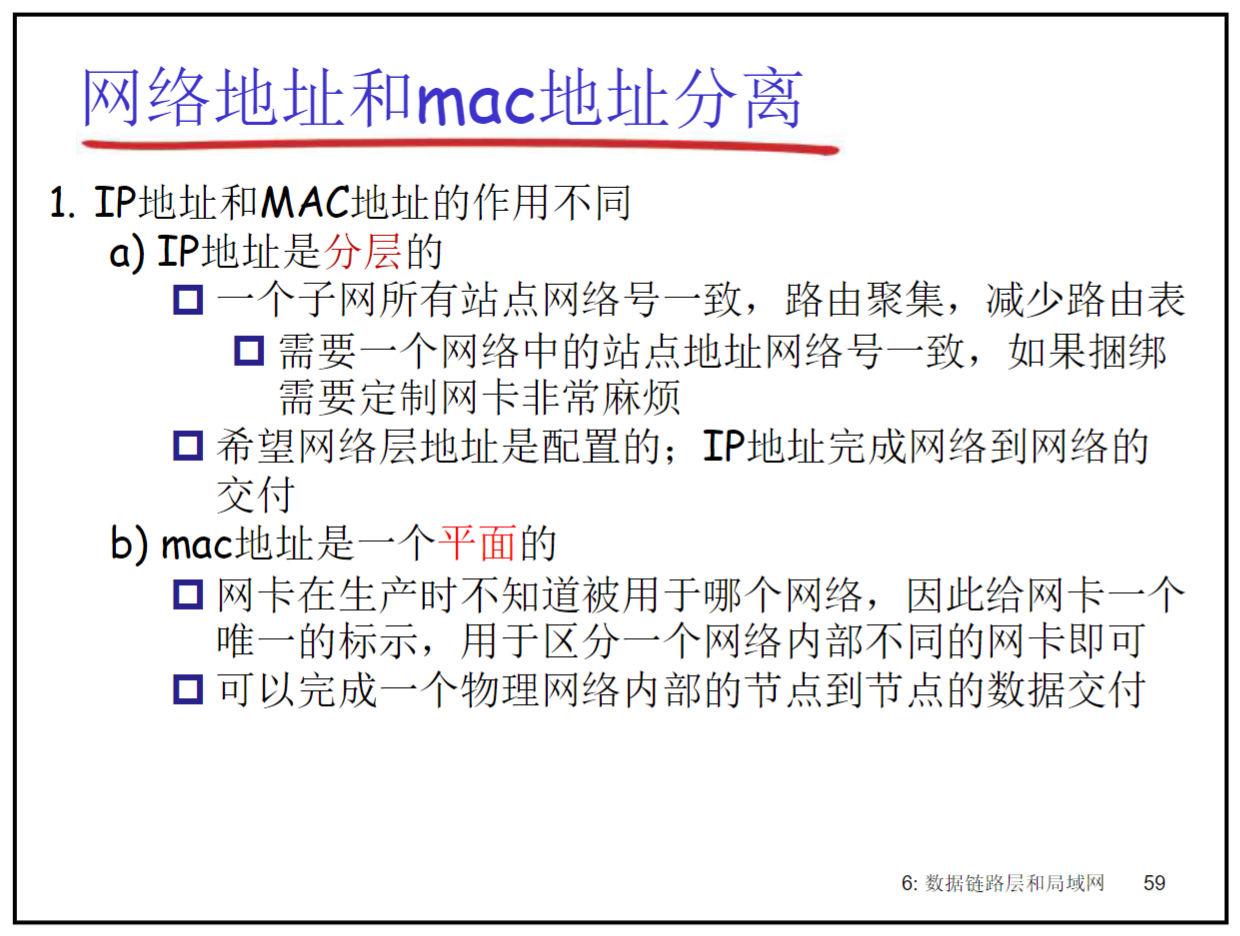 网络地址和mac地址分离
1. IP地址和MAC地址的作用不同
a) IP地址是分层的
一个子网所有站点网络号一致，路由聚集，减少路由表
需要一个网络中的站点地址网络号一致，如果捆绑
需要定制网卡非常麻烦
希望网络层地址是配置的；IP地址完成网络到网络的
交付
b) mac地址是一个平面的
网卡在生产时不知道被用于哪个网络，因此给网卡一个
唯一的标示，用于区分一个网络内部不同的网卡即可
可以完成一个物理网络内部的节点到节点的数据交付
6: 数据链路层和局域网 59